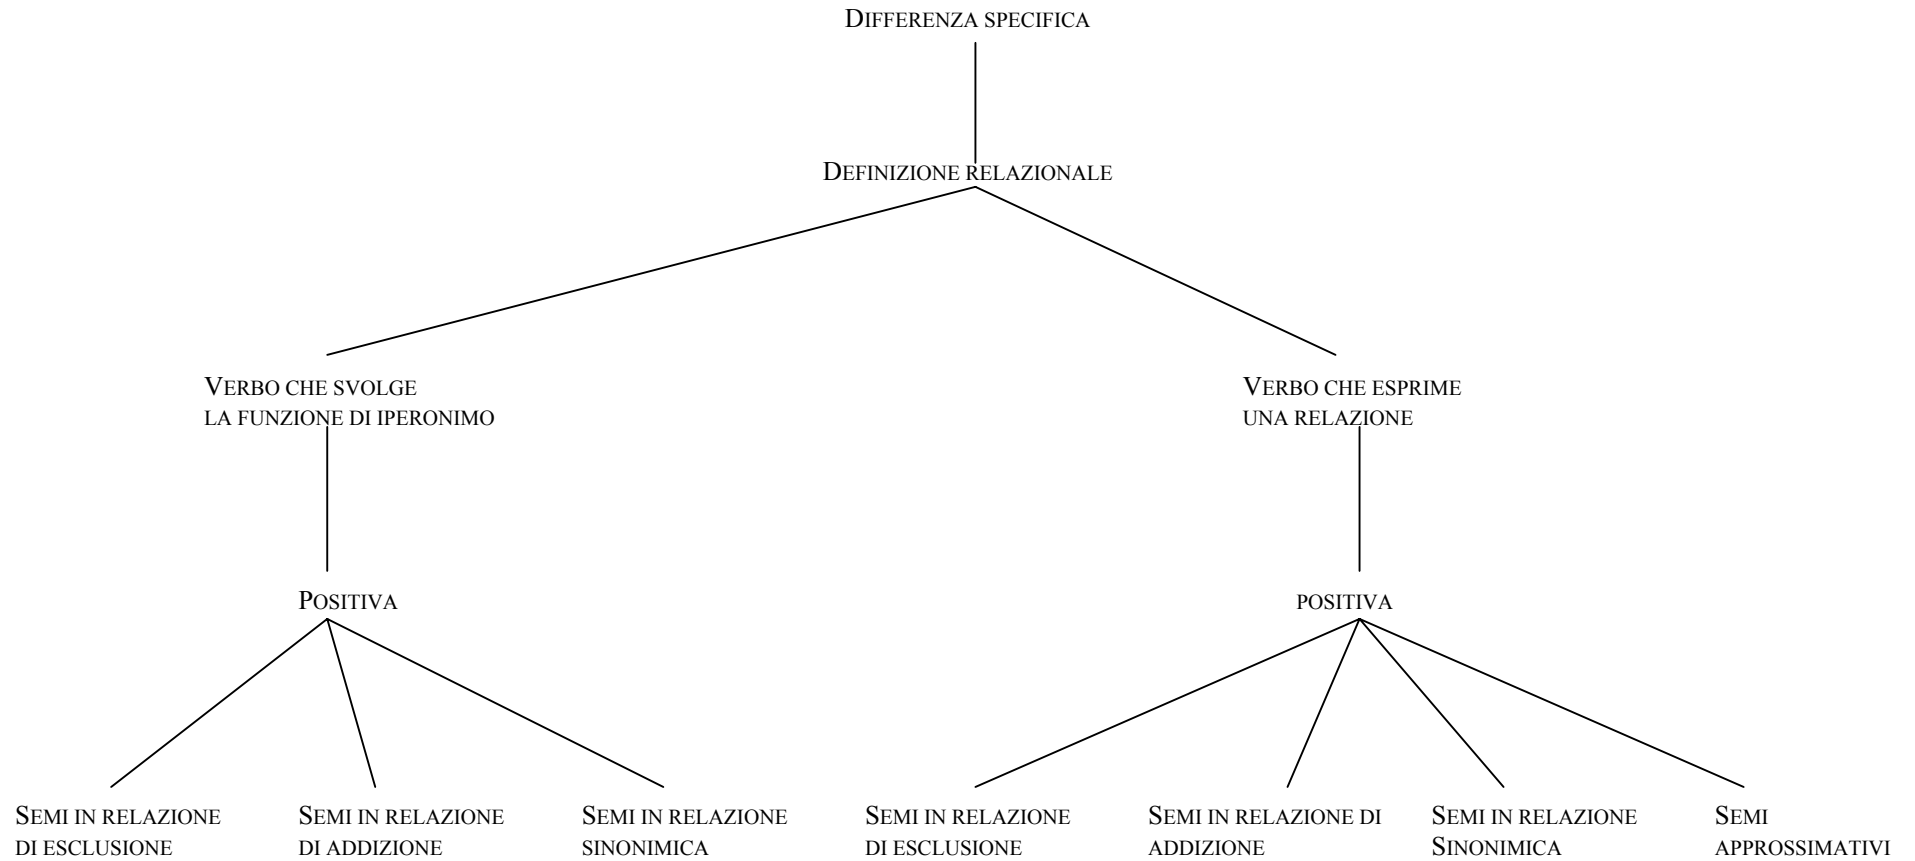 DIFFERENZA SPECIFICA
DEFINIZIONE RELAZIONALE
VERBO CHE SVOLGE
LA FUNZIONE DI IPERONIMO
VERBO CHE ESPRIME
UNA RELAZIONE
POSITIVA
POSITIVA
SEMI IN RELAZIONE
DI ESCLUSIONE
SEMI IN RELAZIONE
DI ADDIZIONE
SEMI IN RELAZIONE
SINONIMICA
SEMI IN RELAZIONE
DI ESCLUSIONE
SEMI IN RELAZIONE DI
ADDIZIONE
SEMI IN RELAZIONE
SINONIMICA
SEMI
APPROSSIMATIVI